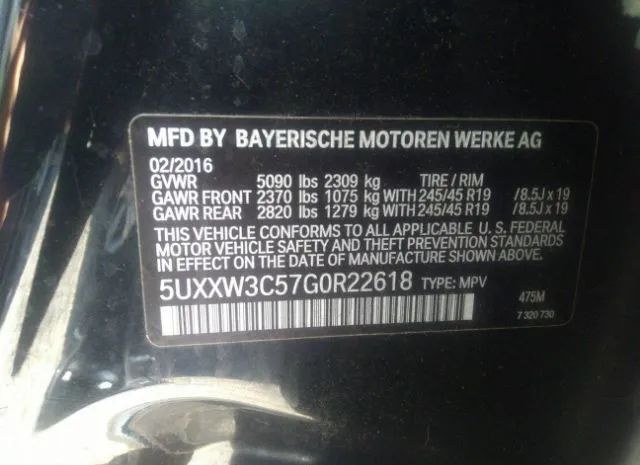 MFD BY BAYERISCHE MOTOREN WERKE AG
02/2016
GVWR 5090 lbs 2309 kg TIRE / RIM
GAWR FRONT 2370 lbs 1075 kg WITH 245/45 R19 /8.5J x 19
GAWR REAR 2820 lbs 1279 kg WITH 245/45 R19 /8.5J x 19
THIS VEHICLE CONFORMS TO ALL APPLICABLE U. S. FEDERAL
MOTOR VEHICLE SAFETY AND THEFT PREVENTION STANDARDS
IN EFFECT ON THE DATE OF MANUFACTURE SHOWN ABOVE.
5UXXW3C57G0R22618 TYPE: MPV
475M
7 320 730